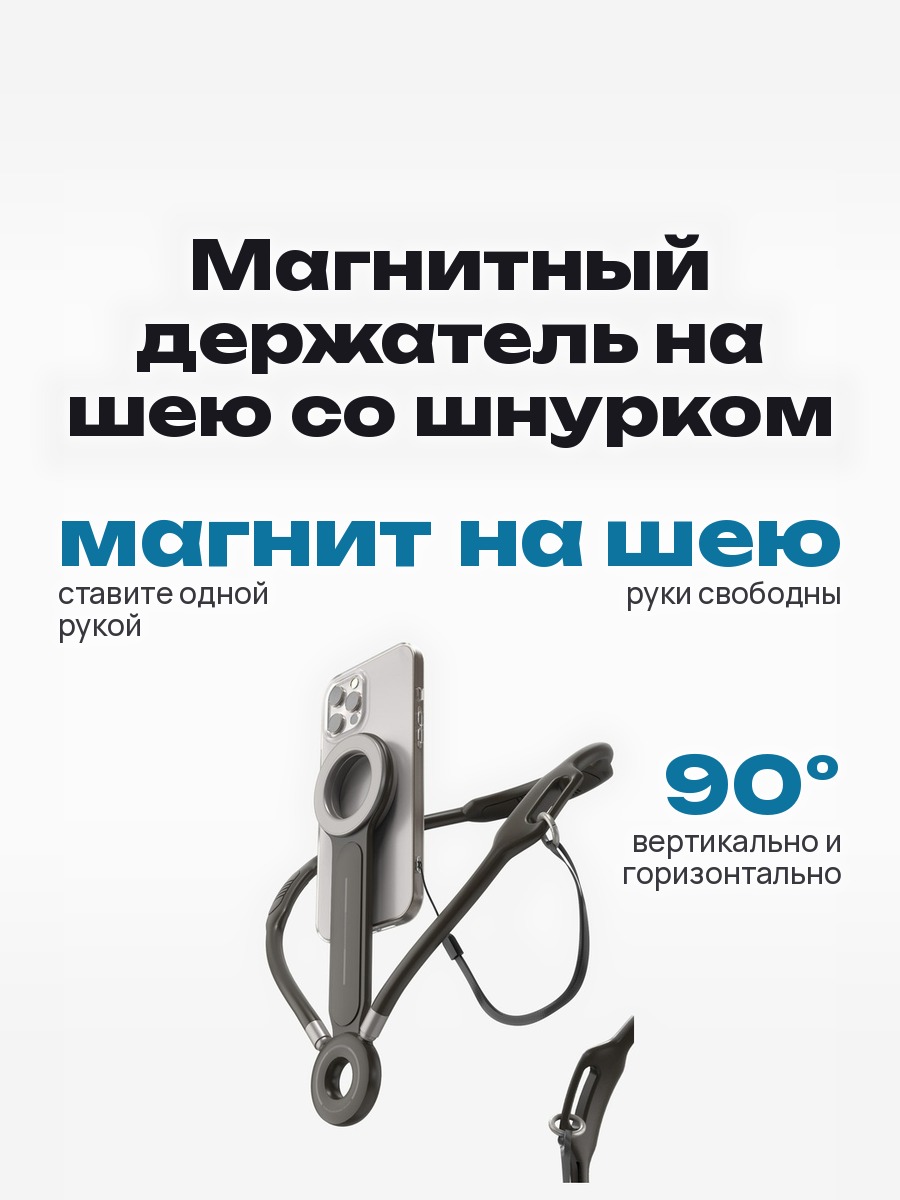 Магнитный
держатель на
шею со шнурком
магнит на шею
ставите одной
рукой
руки свободны
90°
вертикально и
горизонтально